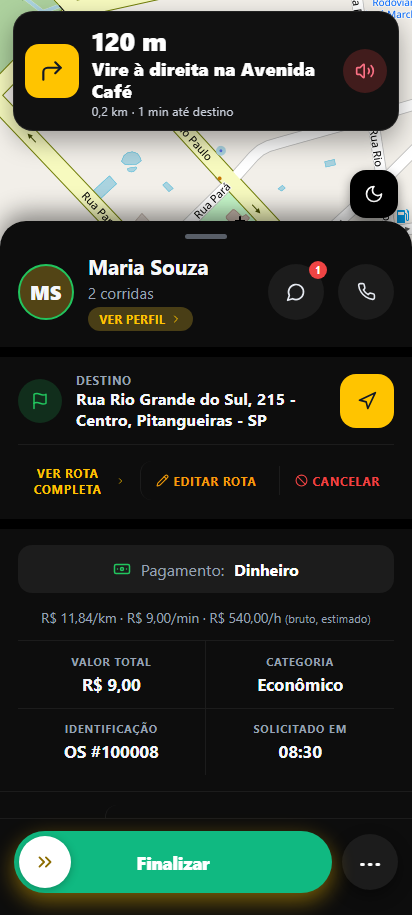 Rodovia
120 m
Vire à direita na Avenida
Café
0,2 km · 1 min até destino
Paulo
Rua Pará
Rua Rio
Rua Pa
MS
Maria Souza
2 corridas
VER PERFIL
1
DESTINO
Rua Rio Grande do Sul, 215 -
Centro, Pitangueiras - SP
VER ROTA
COMPLETA
EDITAR ROTA
CANCELAR
Pagamento: Dinheiro
R$ 11,84/km · R$ 9,00/min · R$ 540,00/h (bruto, estimado)
VALOR TOTAL
CATEGORIA
R$ 9,00
Econômico
IDENTIFICAÇÃO
SOLICITADO EM
OS #100008
08:30
Finalizar